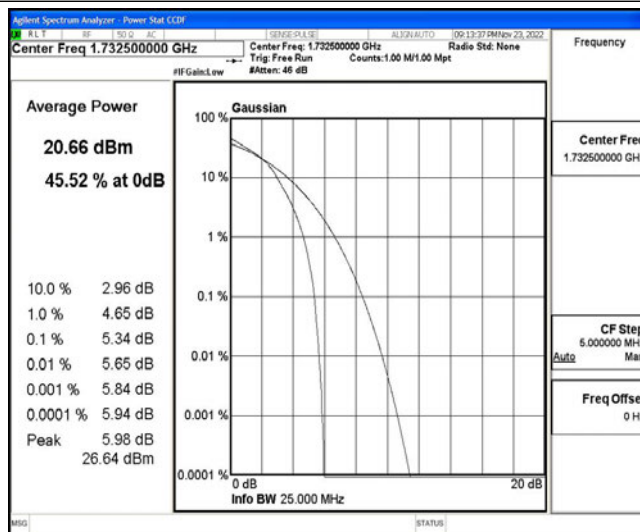 Agilent Spectrum Analyzer - Power Stat CCDF
RLT RF 50 Ω AC SENSE:PULSE ALIGNAUTO 09:13:37 PM Nov 23, 2022
Center Freq 1.732500000 GHz
Center Freq: 1.732500000 GHz Radio Std: None
Trig: Free Run Counts:1.00 M/1.00 Mpt
#IFGain:Low #Atten: 46 dB
Frequency
Average Power
20.66 dBm
45.52 % at 0dB
10.0 % 2.96 dB
1.0 % 4.65 dB
0.1 % 5.34 dB
0.01 % 5.65 dB
0.001 % 5.84 dB
0.0001 % 5.94 dB
Peak 5.98 dB
26.64 dBm
Gaussian
100 %
10 %
1 %
0.1 %
0.01 %
0.001 %
0.0001 %
0 dB 20 dB
Info BW 25.000 MHz
Center Freq
1.732500000 GH
CF Step
5.000000 MH
Auto Ma
Freq Offse
0 H
MSG STATUS